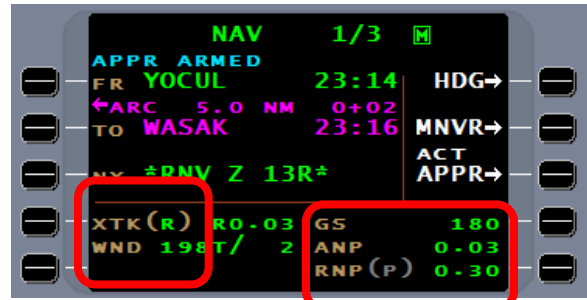 NAV 1/3 M
APPR ARMED
FR YOCUL 23:14 HDG→
←ARC 5.0 NM 0+02
TO WASAK 23:16 MNVR→
ACT
NX *RNV Z 13R* APPR→
XTK(R) R0.03 GS 180
WND 198T/ 2 ANP 0.03
RNP(P) 0.30